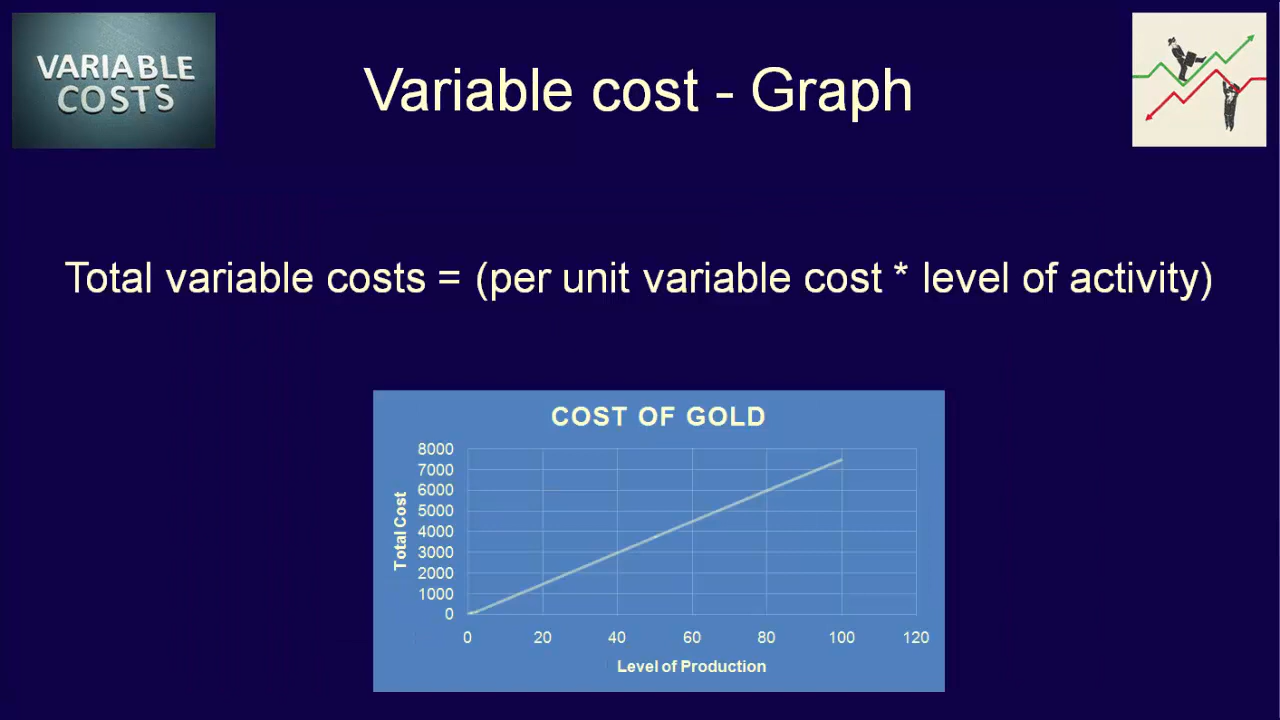 VARIABLE
COSTS
Variable cost - Graph
Total variable costs = (per unit variable cost * level of activity)
COST OF GOLD
8000
7000
6000
5000
4000
3000
2000
1000
0
Total Cost
0 20 40 60 80 100 120
Level of Production